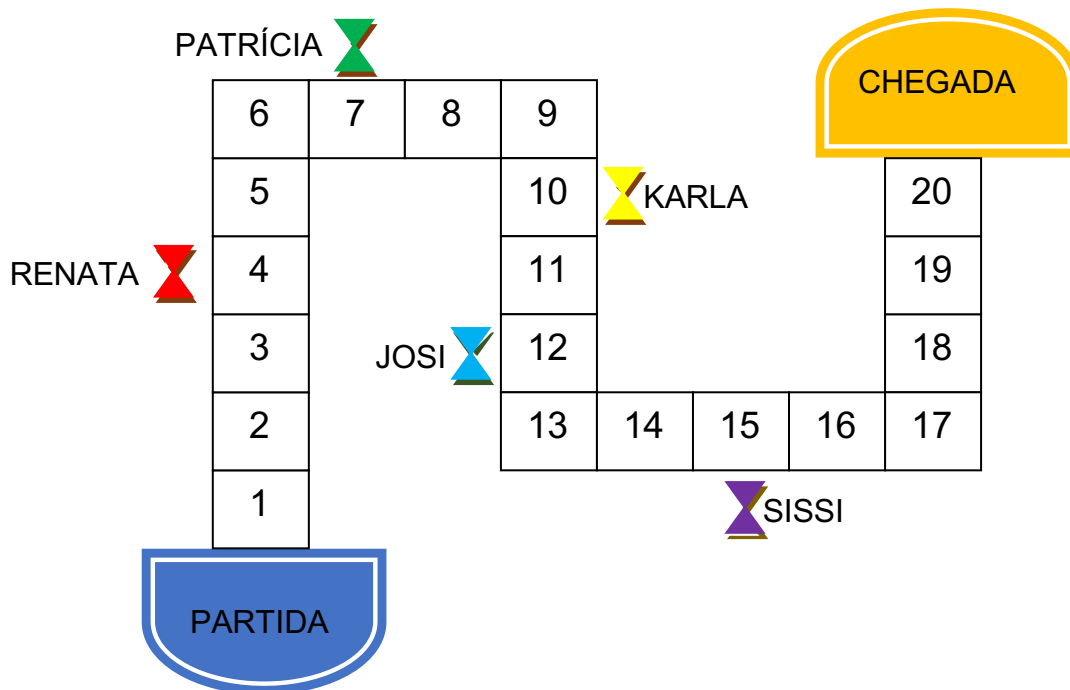 PATRÍCIA
CHEGADA
6 7 8 9
5 10 KARLA 20
RENATA 4 11 19
3 JOSI 12 18
2 13 14 15 16 17
1 SISSI
PARTIDA